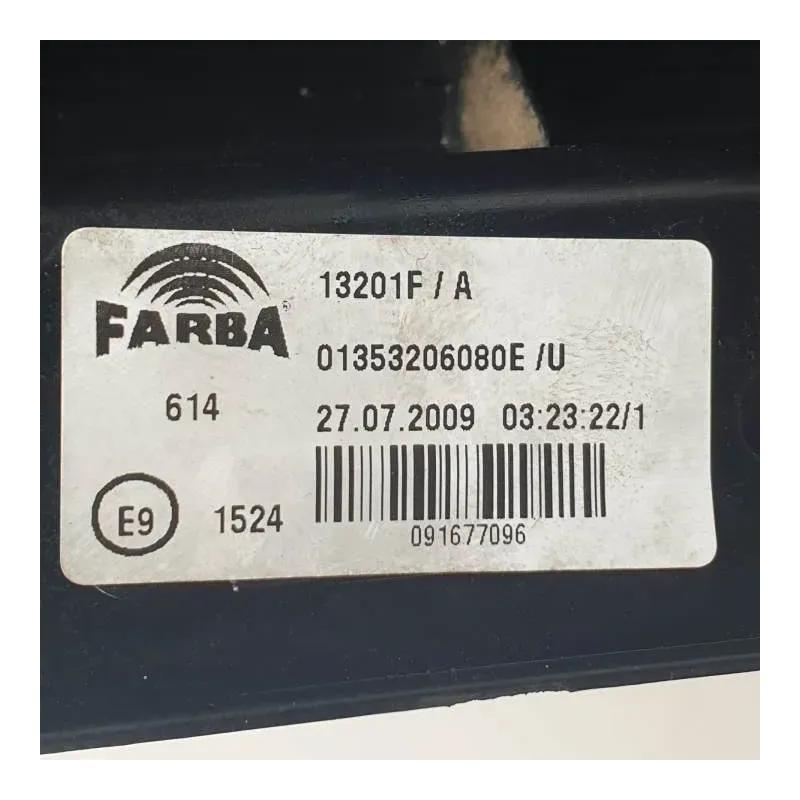 FARBA®
13201F / A
01353206080E /U
614
27.07.2009 03:23:22/1
E9
1524
091677096